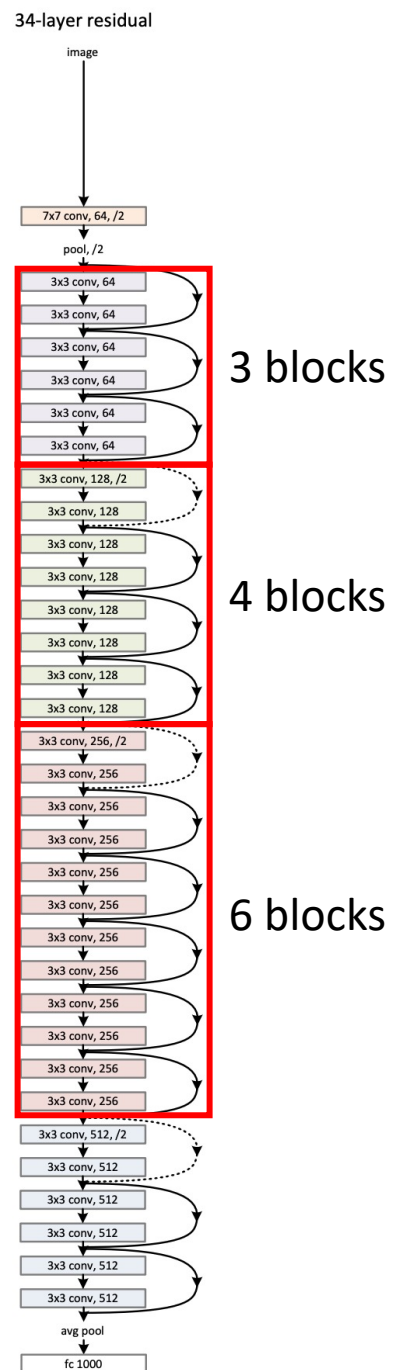 34-layer residual
image
7x7 conv, 64, /2
pool, /2
3x3 conv, 64
3x3 conv, 64
3x3 conv, 64
3x3 conv, 64
3x3 conv, 64
3x3 conv, 64
3 blocks
3x3 conv, 128, /2
3x3 conv, 128
3x3 conv, 128
3x3 conv, 128
3x3 conv, 128
3x3 conv, 128
3x3 conv, 128
3x3 conv, 128
4 blocks
3x3 conv, 256, /2
3x3 conv, 256
3x3 conv, 256
3x3 conv, 256
3x3 conv, 256
3x3 conv, 256
3x3 conv, 256
3x3 conv, 256
3x3 conv, 256
3x3 conv, 256
3x3 conv, 256
3x3 conv, 256
6 blocks
3x3 conv, 512, /2
3x3 conv, 512
3x3 conv, 512
3x3 conv, 512
3x3 conv, 512
3x3 conv, 512
avg pool
fc 1000